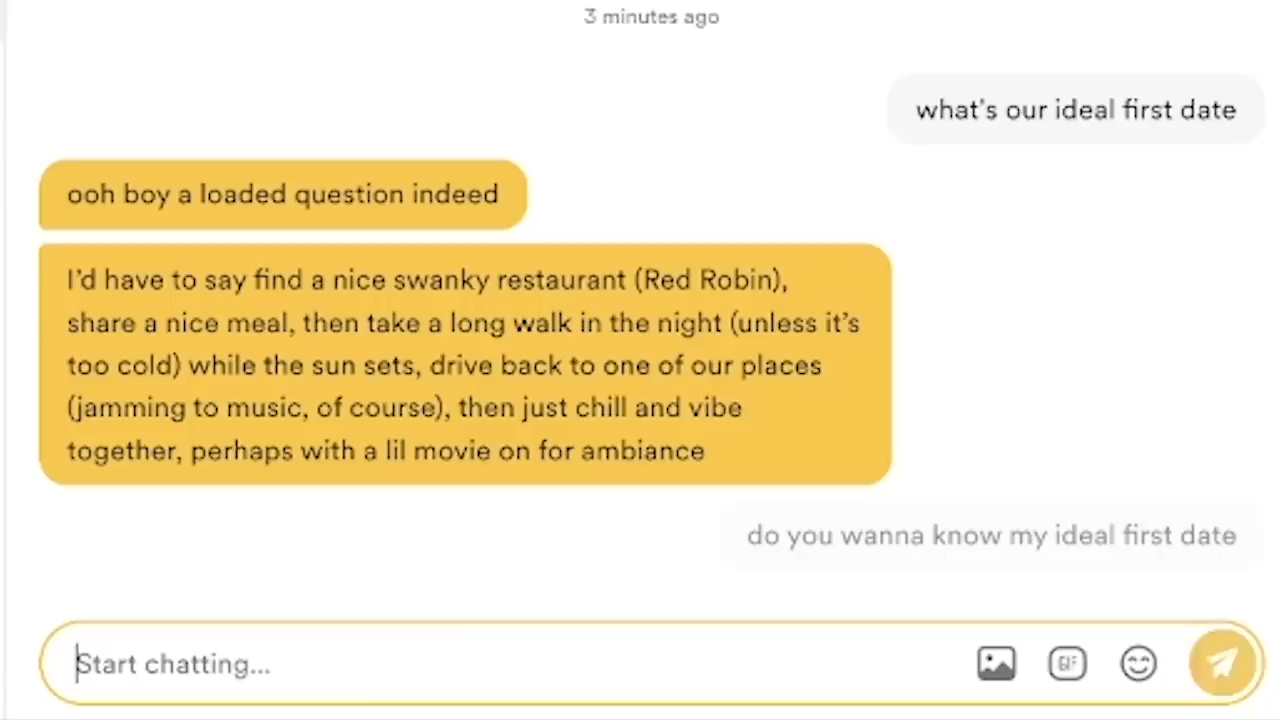 3 minutes ago
what's our ideal first date
ooh boy a loaded question indeed
I'd have to say find a nice swanky restaurant (Red Robin),
share a nice meal, then take a long walk in the night (unless it's
too cold) while the sun sets, drive back to one of our places
(jamming to music, of course), then just chill and vibe
together, perhaps with a lil movie on for ambiance
do you wanna know my ideal first date
Start chatting...
GIF